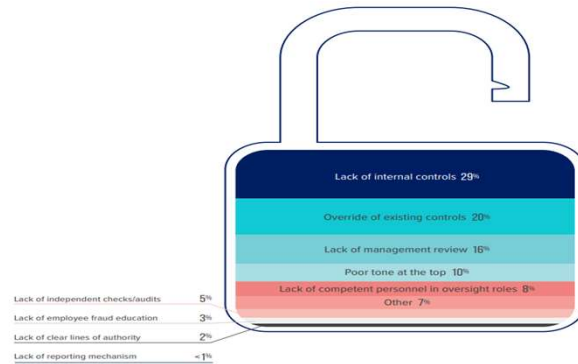 Lack of internal controls 29%
Override of existing controls 20%
Lack of management review 16%
Poor tone at the top 10%
Lack of competent personnel in oversight roles 8%
Other 7%
Lack of independent checks/audits 5%
Lack of employee fraud education 3%
Lack of clear lines of authority 2%
Lack of reporting mechanism <1%